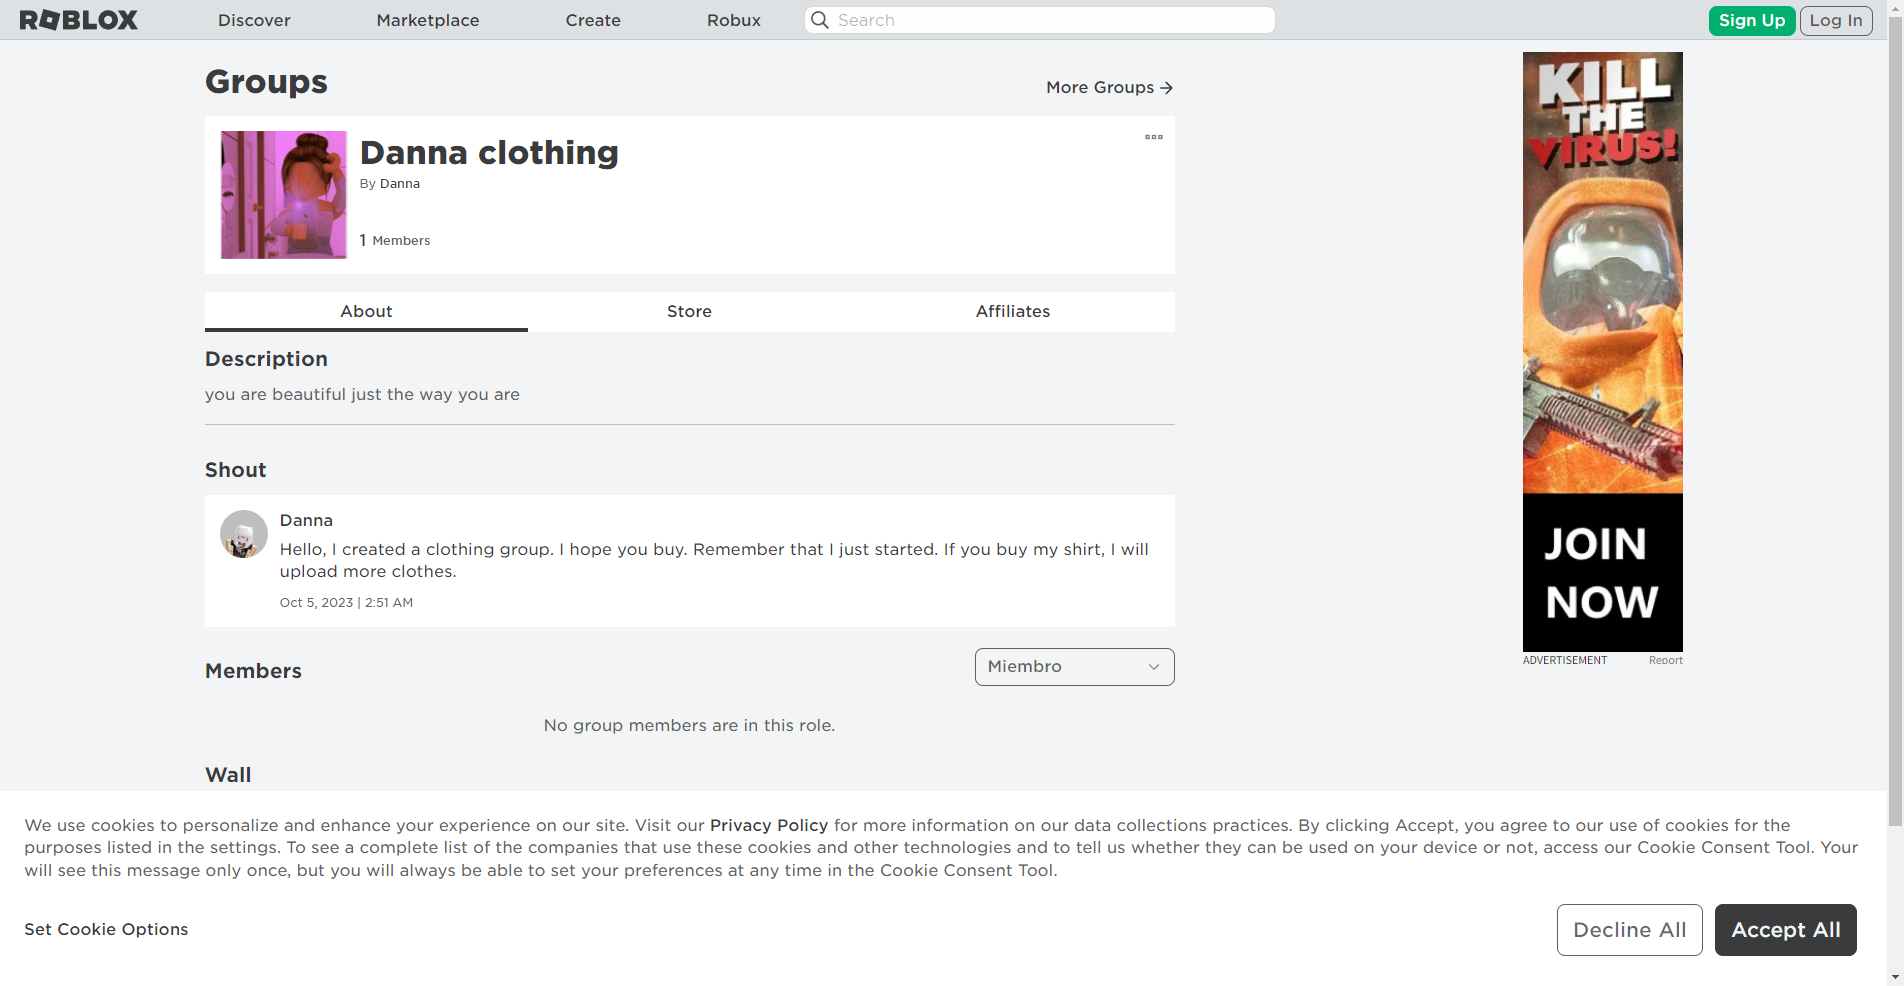 ROBLOX
Discover
Marketplace
Create
Robux
Search
Sign Up
Log In
Groups
More Groups
Danna clothing
By Danna
1 Members
About
Store
Affiliates
Description
you are beautiful just the way you are
Shout
Danna
Hello, I created a clothing group. I hope you buy. Remember that I just started. If you buy my shirt, I will
upload more clothes.
Oct 5, 2023 | 2:51 AM
Members
Miembro
No group members are in this role.
Wall
KILL
THE
VIRUS!
JOIN
NOW
ADVERTISEMENT
Report
We use cookies to personalize and enhance your experience on our site. Visit our Privacy Policy for more information on our data collections practices. By clicking Accept, you agree to our use of cookies for the
purposes listed in the settings. To see a complete list of the companies that use these cookies and other technologies and to tell us whether they can be used on your device or not, access our Cookie Consent Tool. Your
will see this message only once, but you will always be able to set your preferences at any time in the Cookie Consent Tool.
Set Cookie Options
Decline All
Accept All